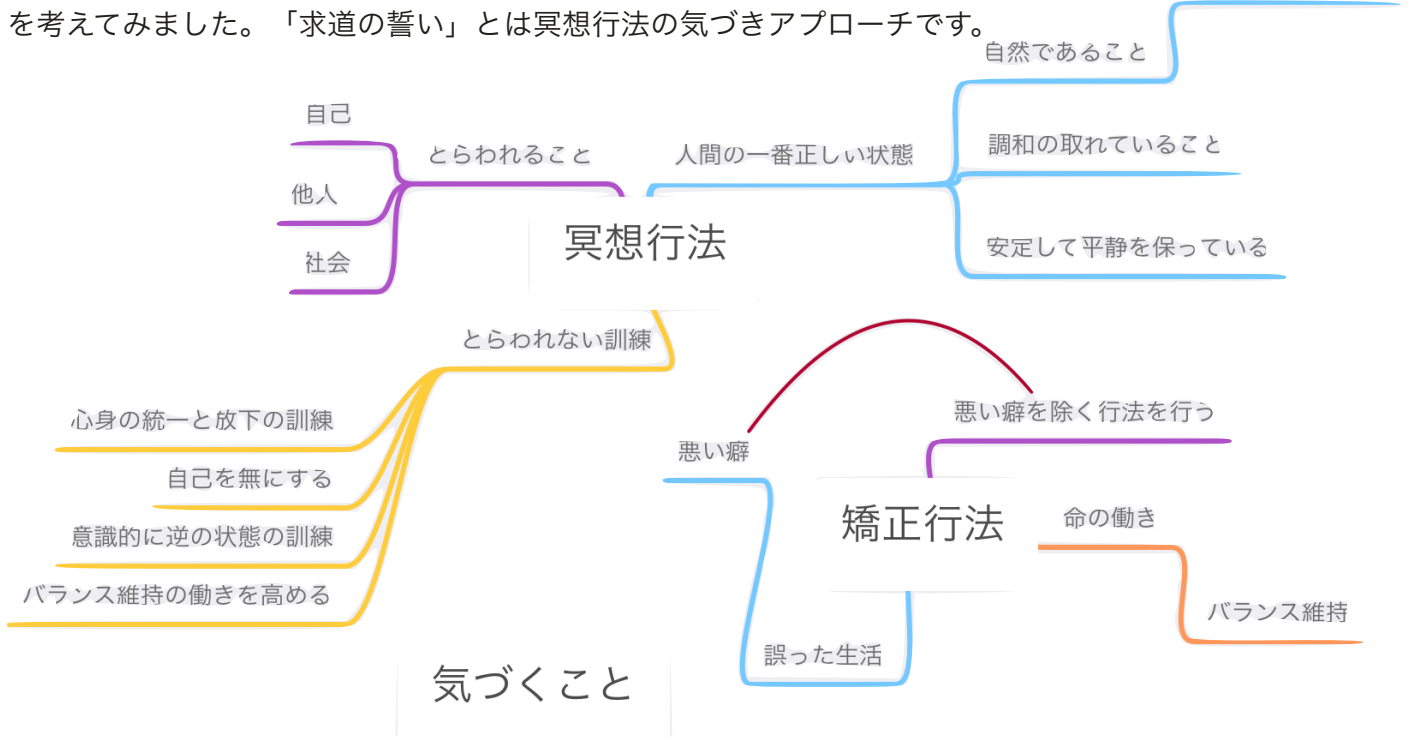 を考えてみました。「求道の誓い」とは冥想行法の気づきアプローチです。
自然であること
自己
とらわれること
人間の一番正しい状態
調和の取れていること
他人
冥想行法
社会
安定して平静を保っている
とらわれない訓練
心身の統一と放下の訓練
悪い癖を除く行法を行う
悪い癖
自己を無にする
矯正行法
命の働き
意識的に逆の状態の訓練
バランス維持の働きを高める
バランス維持
誤った生活
気づくこと